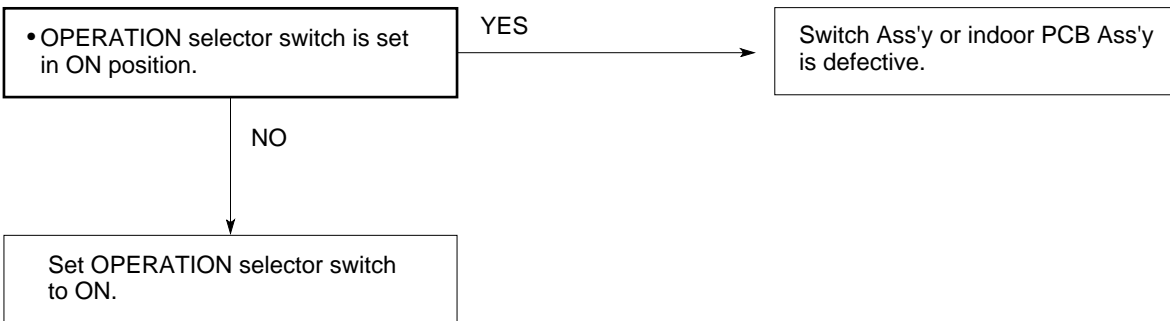 • OPERATION selector switch is set
in ON position.
YES
Switch Ass'y or indoor PCB Ass'y
is defective.
NO
Set OPERATION selector switch
to ON.